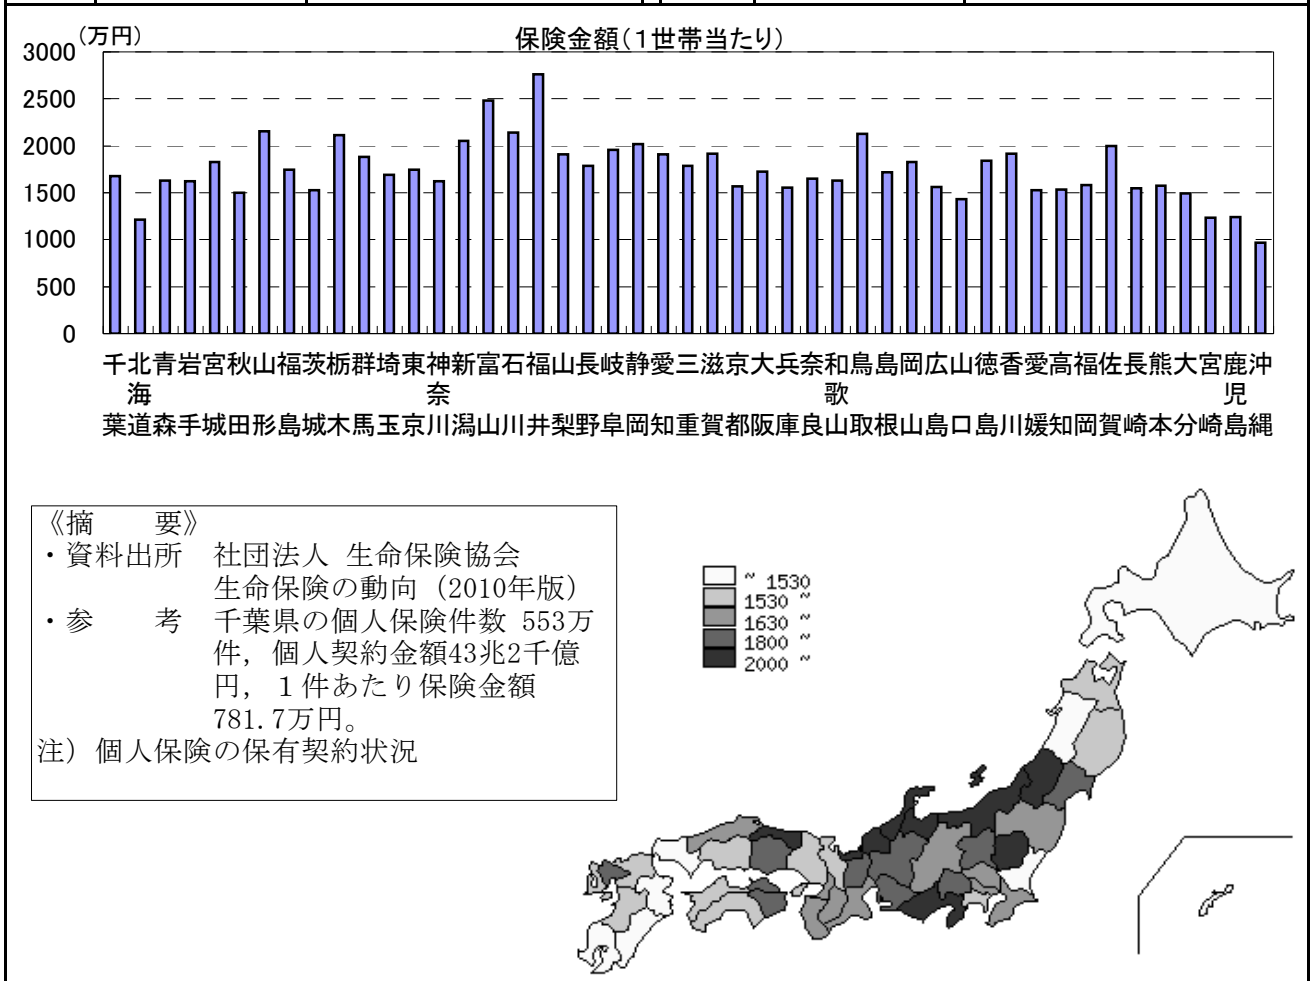 (万円)
保険金額(1世帯当たり)
3000
2500
2000
1500
1000
500
0
千北青岩宮秋山福茨栃群埼東神新富石福山長岐静愛三滋京大兵奈和鳥島岡広山徳香愛高福佐長熊大宮鹿沖
海 奈 歌 児
葉道森手城田形島城木馬玉京川潟山川井梨野阜岡知重賀都阪庫良山取根山島口島川媛知岡賀崎本分崎島縄
《摘　　要》
・資料出所　社団法人 生命保険協会
生命保険の動向（2010年版）
・参　　考　千葉県の個人保険件数 553万
件，個人契約金額43兆2千億
円，１件あたり保険金額
781.7万円。
注）個人保険の保有契約状況
~ 1530
1530 ~
1630 ~
1800 ~
2000 ~